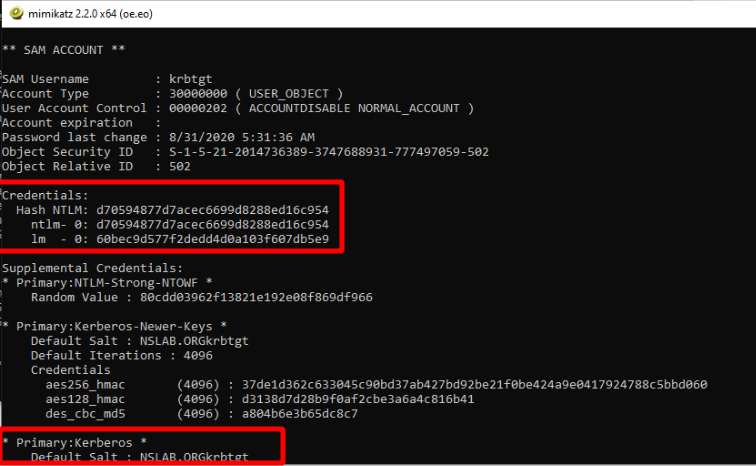 mimikatz 2.2.0 x64 (oe.eo)
** SAM ACCOUNT **
SAM Username : krbtgt
Account Type : 30000000 ( USER_OBJECT )
User Account Control : 00000202 ( ACCOUNTDISABLE NORMAL_ACCOUNT )
Account expiration :
Password last change : 8/31/2020 5:31:36 AM
Object Security ID : S-1-5-21-2014736389-3747688931-777497059-502
Object Relative ID : 502
Credentials:
Hash NTLM: d70594877d7acec6699d8288ed16c954
ntlm- 0: d70594877d7acec6699d8288ed16c954
lm - 0: 60bec9d577f2dedd4d0a103f607db5e9
Supplemental Credentials:
* Primary:NTLM-Strong-NTOWF *
Random Value : 80cdd03962f13821e192e08f869df966
* Primary:Kerberos-Newer-Keys *
Default Salt : NSLAB.ORGkrbtgt
Default Iterations : 4096
Credentials
aes256_hmac (4096) : 37de1d362c633045c90bd37ab427bd92be21f0be424a9e0417924788c5bbd060
aes128_hmac (4096) : d3138d7d28b9f0af2cbe3a6a4c816b41
des_cbc_md5 (4096) : a804b6e3b65dc8c7
* Primary:Kerberos *
Default Salt : NSLAB.ORGkrbtgt